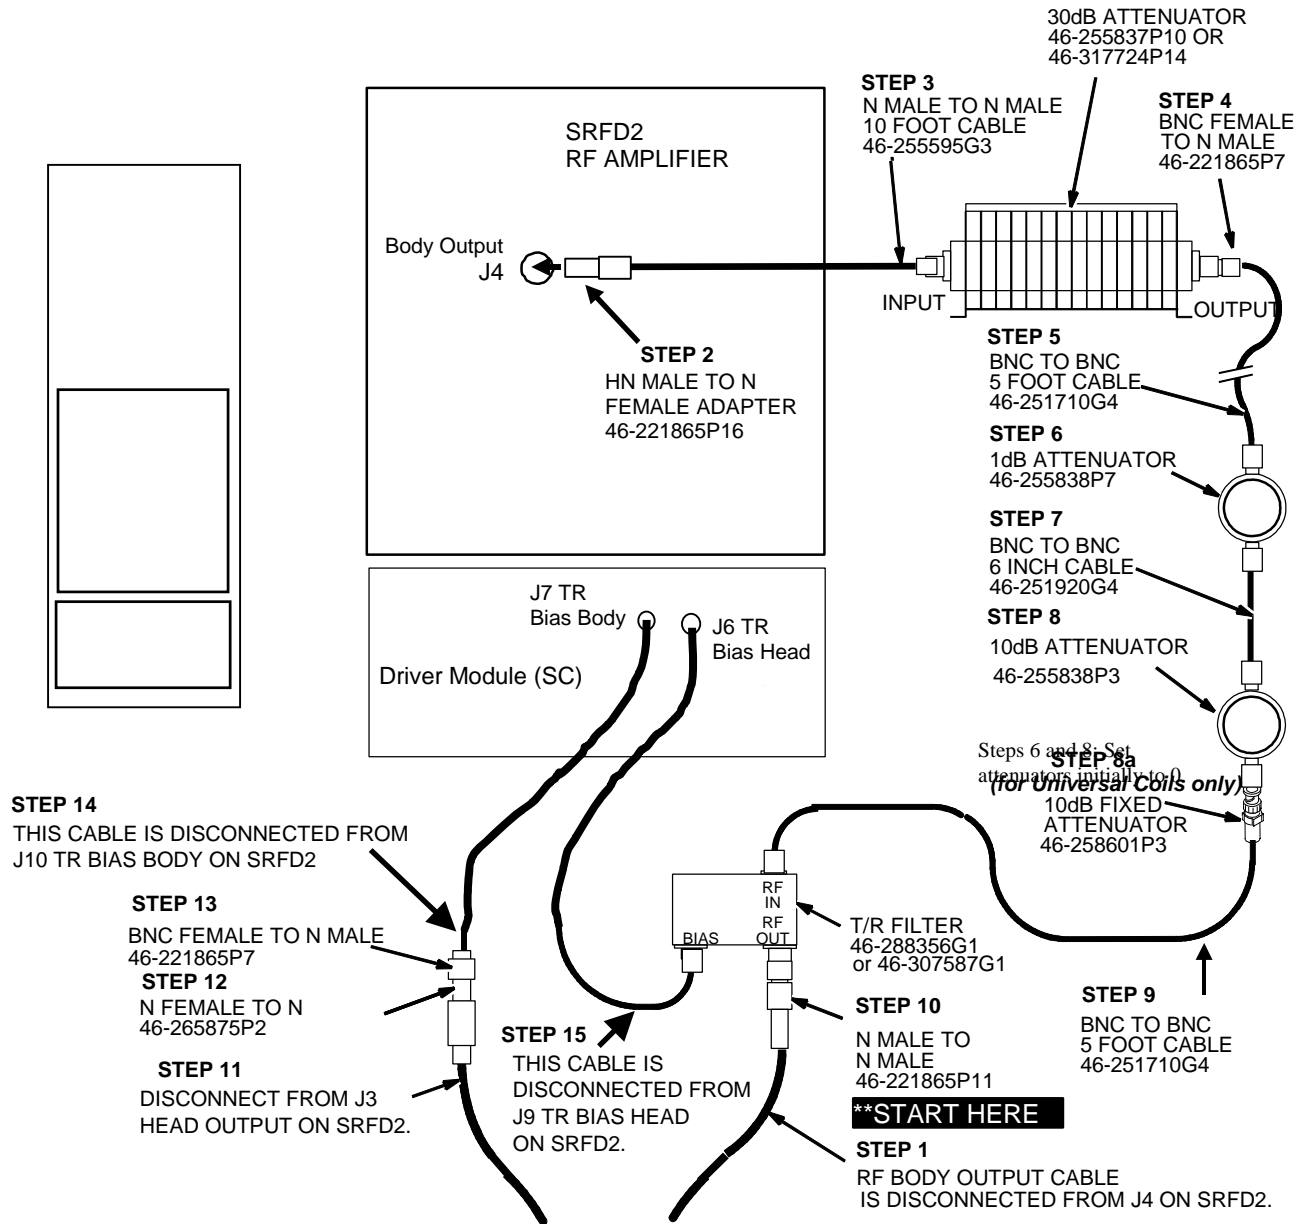 30dB ATTENUATOR
46-255837P10 OR
46-317724P14
STEP 3
N MALE TO N MALE
10 FOOT CABLE
46-255595G3
STEP 4
BNC FEMALE
TO N MALE
46-221865P7
SRFD2
RF AMPLIFIER
Body Output
J4
INPUT
OUTPUT
STEP 2
HN MALE TO N
FEMALE ADAPTER
46-221865P16
STEP 5
BNC TO BNC
5 FOOT CABLE
46-251710G4
STEP 6
1dB ATTENUATOR
46-255838P7
STEP 7
BNC TO BNC
6 INCH CABLE
46-251920G4
STEP 8
10dB ATTENUATOR
46-255838P3
Steps 6 and 8: Set
attenuators initially to 0
STEP 8a
(for Universal Coils only)
10dB FIXED
ATTENUATOR
46-258601P3
J7 TR
Bias Body
J6 TR
Bias Head
Driver Module (SC)
STEP 14
THIS CABLE IS DISCONNECTED FROM
J10 TR BIAS BODY ON SRFD2
STEP 13
BNC FEMALE TO N MALE
46-221865P7
STEP 12
N FEMALE TO N
46-265875P2
STEP 11
DISCONNECT FROM J3
HEAD OUTPUT ON SRFD2.
RF
IN
RF
OUT
BIAS
T/R FILTER
46-288356G1
or 46-307587G1
STEP 15
THIS CABLE IS
DISCONNECTED FROM
J9 TR BIAS HEAD
ON SRFD2.
STEP 10
N MALE TO
N MALE
46-221865P11
STEP 9
BNC TO BNC
5 FOOT CABLE
46-251710G4
**START HERE
STEP 1
RF BODY OUTPUT CABLE
IS DISCONNECTED FROM J4 ON SRFD2.